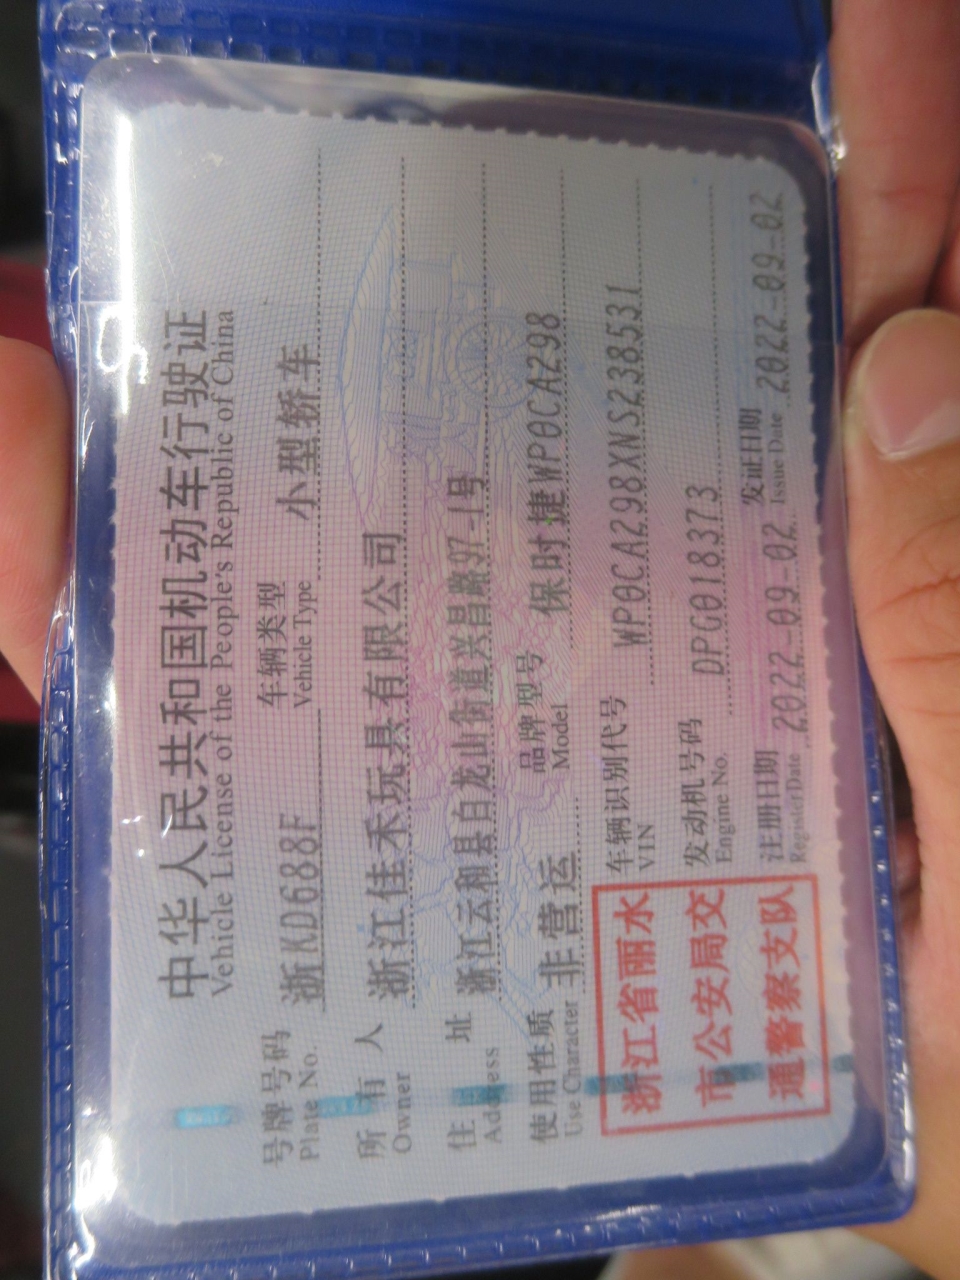 中华人民共和国机动车行驶证
Vehicle License of the People's Republic of China
号牌号码 浙KD688F 车辆类型 小型轿车
Plate No. Vehicle Type
所有人 浙江佳禾玩具有限公司
Owner
住址 浙江云和县白龙山街道兴昌路97-1号
Address
使用性质 非营运 品牌型号 保时捷WP0CA298
Use Character Model
浙江省丽水
市公安局交
通警察支队
车辆识别代号 WP0CA298XNS238531
VIN
发动机号码 DPG018373
Engine No.
注册日期 2022-09-02 发证日期 2022-09-02
Register Date Issue Date